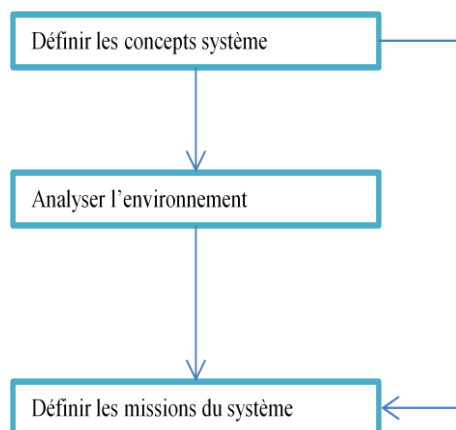 Définir les concepts système
Analyser l’environnement
Définir les missions du système